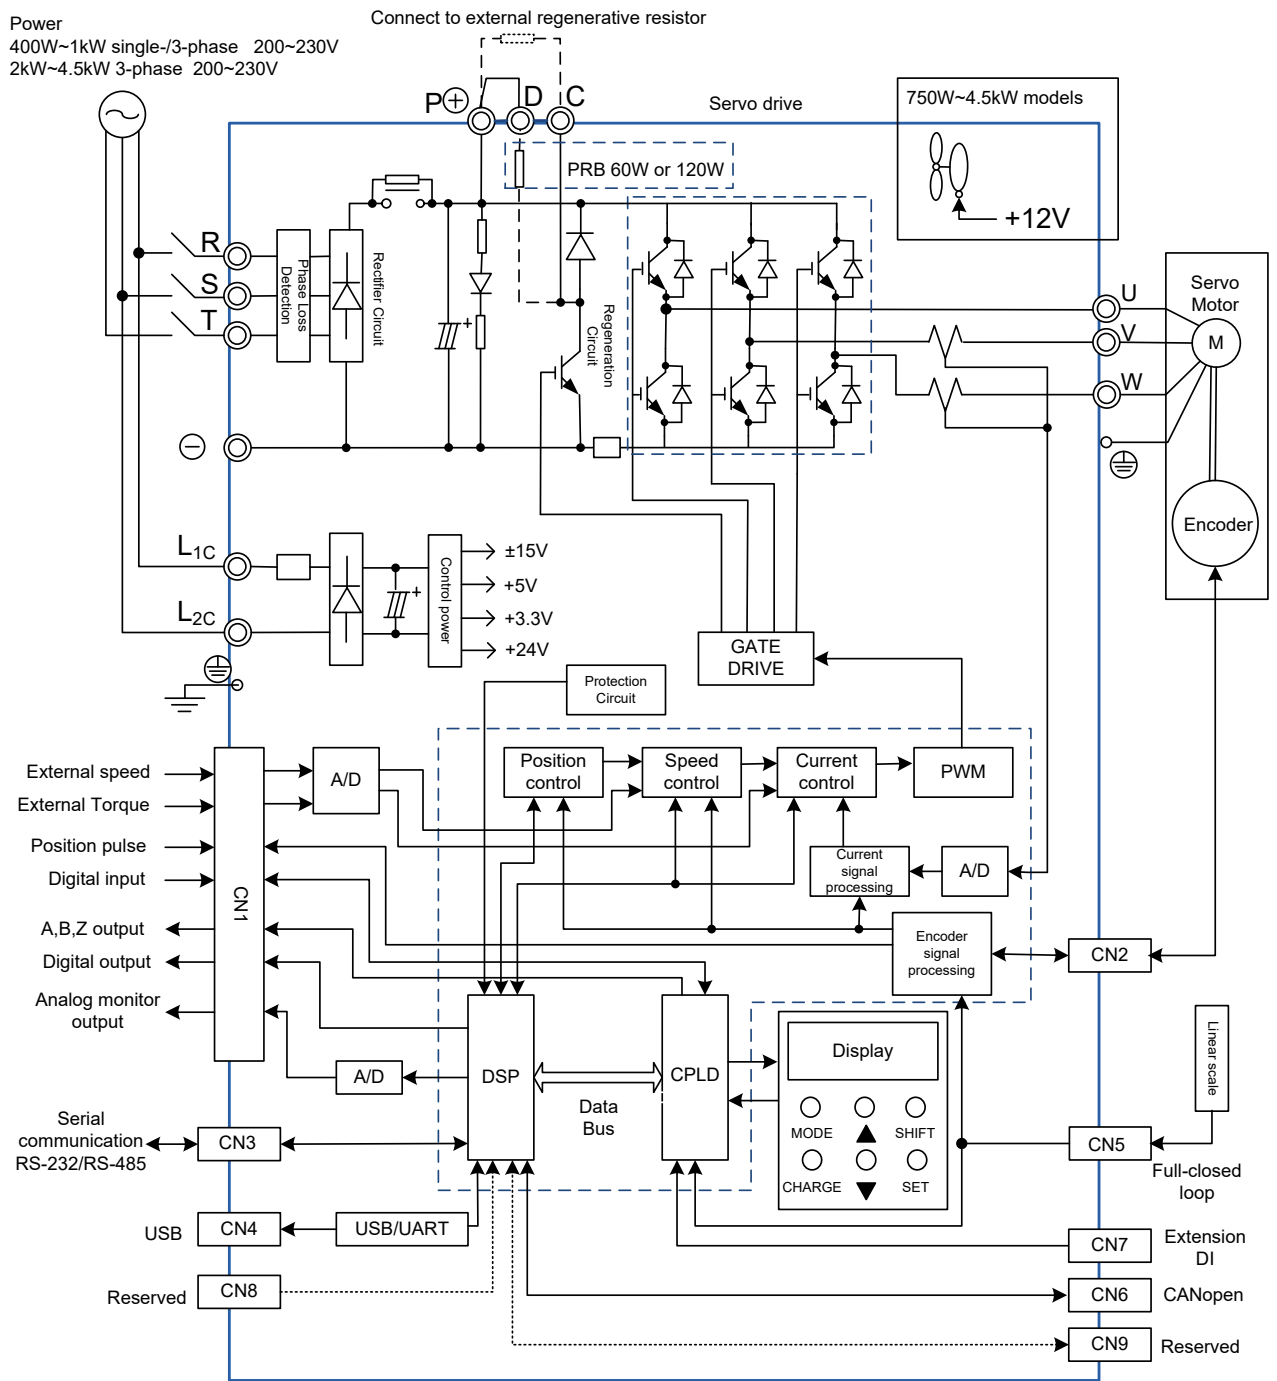 Power
400W~1kW single-/3-phase 200~230V
2kW~4.5kW 3-phase 200~230V
Connect to external regenerative resistor
P⊕
D
C
Servo drive
750W~4.5kW models
+12V
PRB 60W or 120W
R
S
T
Phase Loss
Detection
Rectifier Circuit
+
Regeneration
Circuit
U
V
W
Servo
Motor
M
Encoder
L1C
L2C
+
Control power
±15V
+5V
+3.3V
+24V
GATE
DRIVE
Protection
Circuit
Position
control
Speed
control
Current
control
PWM
External speed
External Torque
Position pulse
Digital input
A,B,Z output
Digital output
Analog monitor
output
CN1
A/D
Current
signal
processing
A/D
Encoder
signal
processing
CN2
DSP
Data
Bus
CPLD
A/D
Display
MODE
▲
SHIFT
CHARGE
▼
SET
Linear scale
CN5
Full-closed
loop
Serial
communication
RS-232/RS-485
CN3
USB
CN4
USB/UART
Reserved
CN8
CN7
Extension
DI
CN6
CANopen
CN9
Reserved